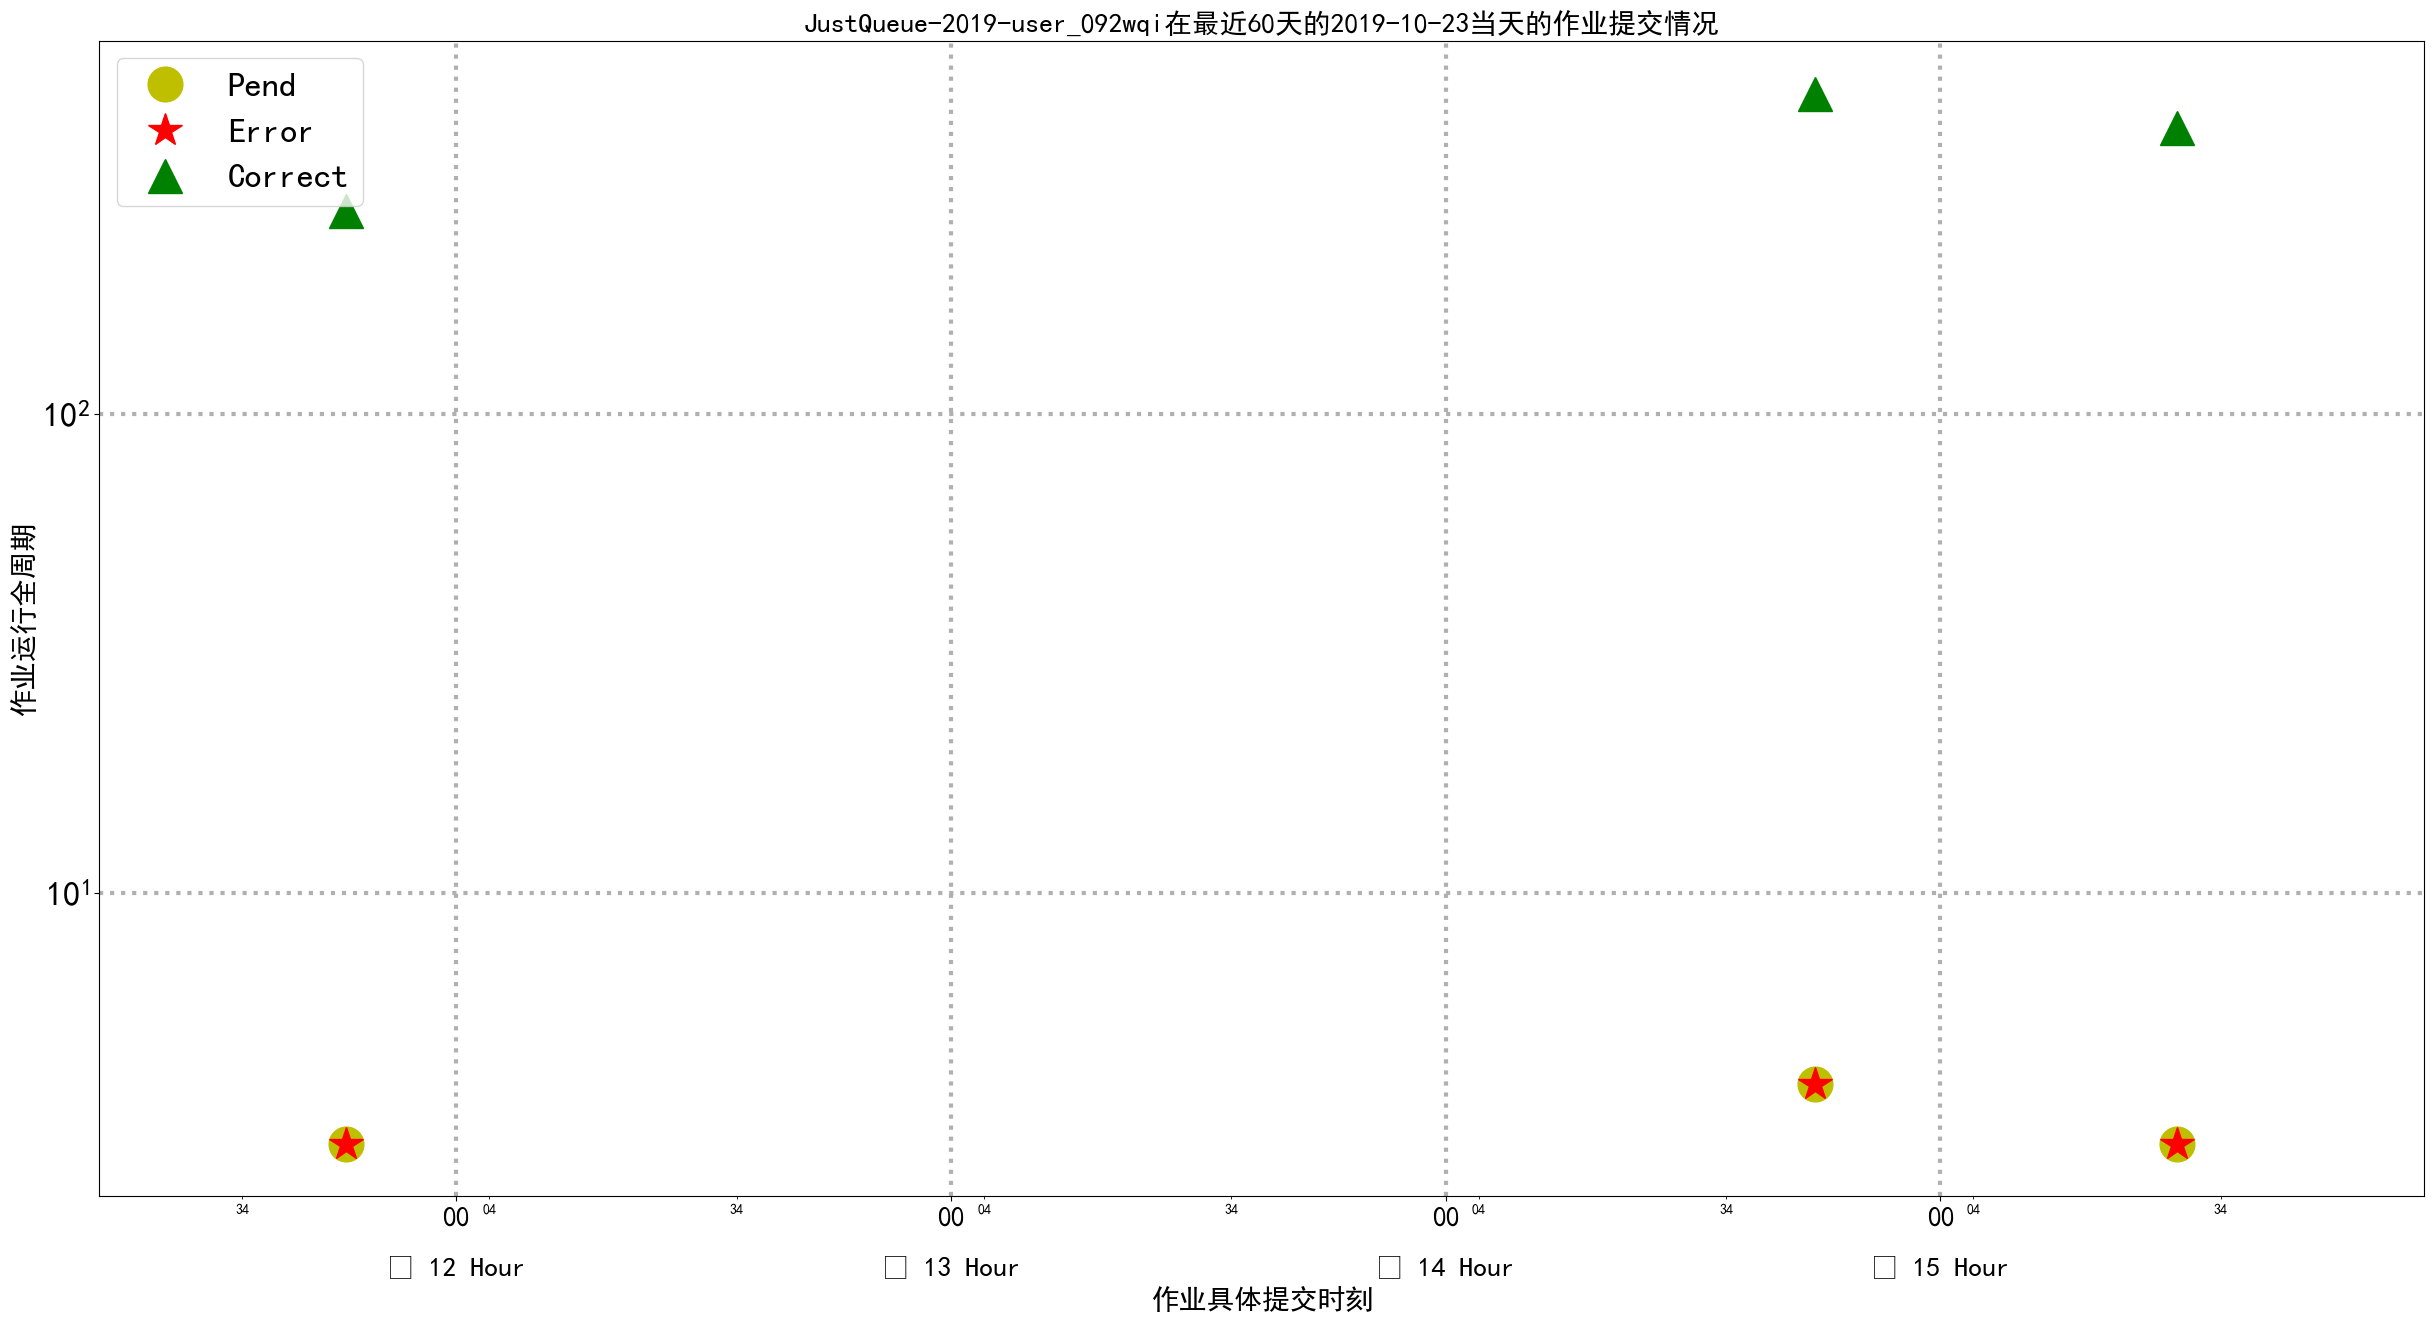 JustQueue-2019-user_092wqi在最近60天的2019-10-23当天的作业提交情况
Pend
Error
Correct
10²
10¹
作业运行全周期
34 00 04 34 00 04 34 00 04 34 00 04 34
□ 12 Hour □ 13 Hour □ 14 Hour □ 15 Hour
作业具体提交时刻